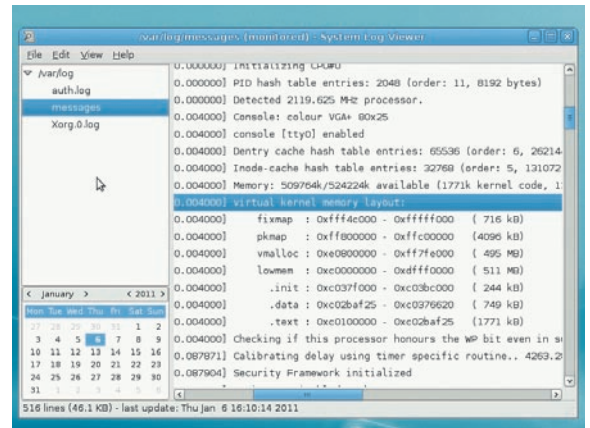 /var/log/messages (monitored) - System Log Viewer
File Edit View Help
/var/log
auth.log
messages
Xorg.0.log
0.000000] Initializing CPU#0
0.000000] PID hash table entries: 2048 (order: 11, 8192 bytes)
0.000000] Detected 2119.625 MHz processor.
0.004000] Console: colour VGA+ 80x25
0.004000] console [tty0] enabled
0.004000] Dentry cache hash table entries: 65536 (order: 6, 26214
0.004000] Inode-cache hash table entries: 32768 (order: 5, 131072
0.004000] Memory: 509764k/524224k available (1771k kernel code, 1
0.004000] virtual kernel memory layout:
0.004000] fixmap : 0xfff4c000 - 0xfffff000 ( 716 kB)
0.004000] pkmap : 0xff800000 - 0xffc00000 (4096 kB)
0.004000] vmalloc : 0xe0800000 - 0xff7fe000 ( 495 MB)
0.004000] lowmem : 0xc0000000 - 0xdfff0000 ( 511 MB)
0.004000] .init : 0xc037f000 - 0xc03bc000 ( 244 kB)
0.004000] .data : 0xc02baf25 - 0xc0376620 ( 749 kB)
0.004000] .text : 0xc0100000 - 0xc02baf25 (1771 kB)
0.004000] Checking if this processor honours the WP bit even in su
0.087871] Calibrating delay using timer specific routine.. 4263.2
0.087904] Security Framework initialized
January 2011
Mon Tue Wed Thu Fri Sat Sun
27 28 29 30 31 1 2
3 4 5 6 7 8 9
10 11 12 13 14 15 16
17 18 19 20 21 22 23
24 25 26 27 28 29 30
31 1 2 3 4 5 6
516 lines (46.1 KB) - last update: Thu Jan 6 16:10:14 2011